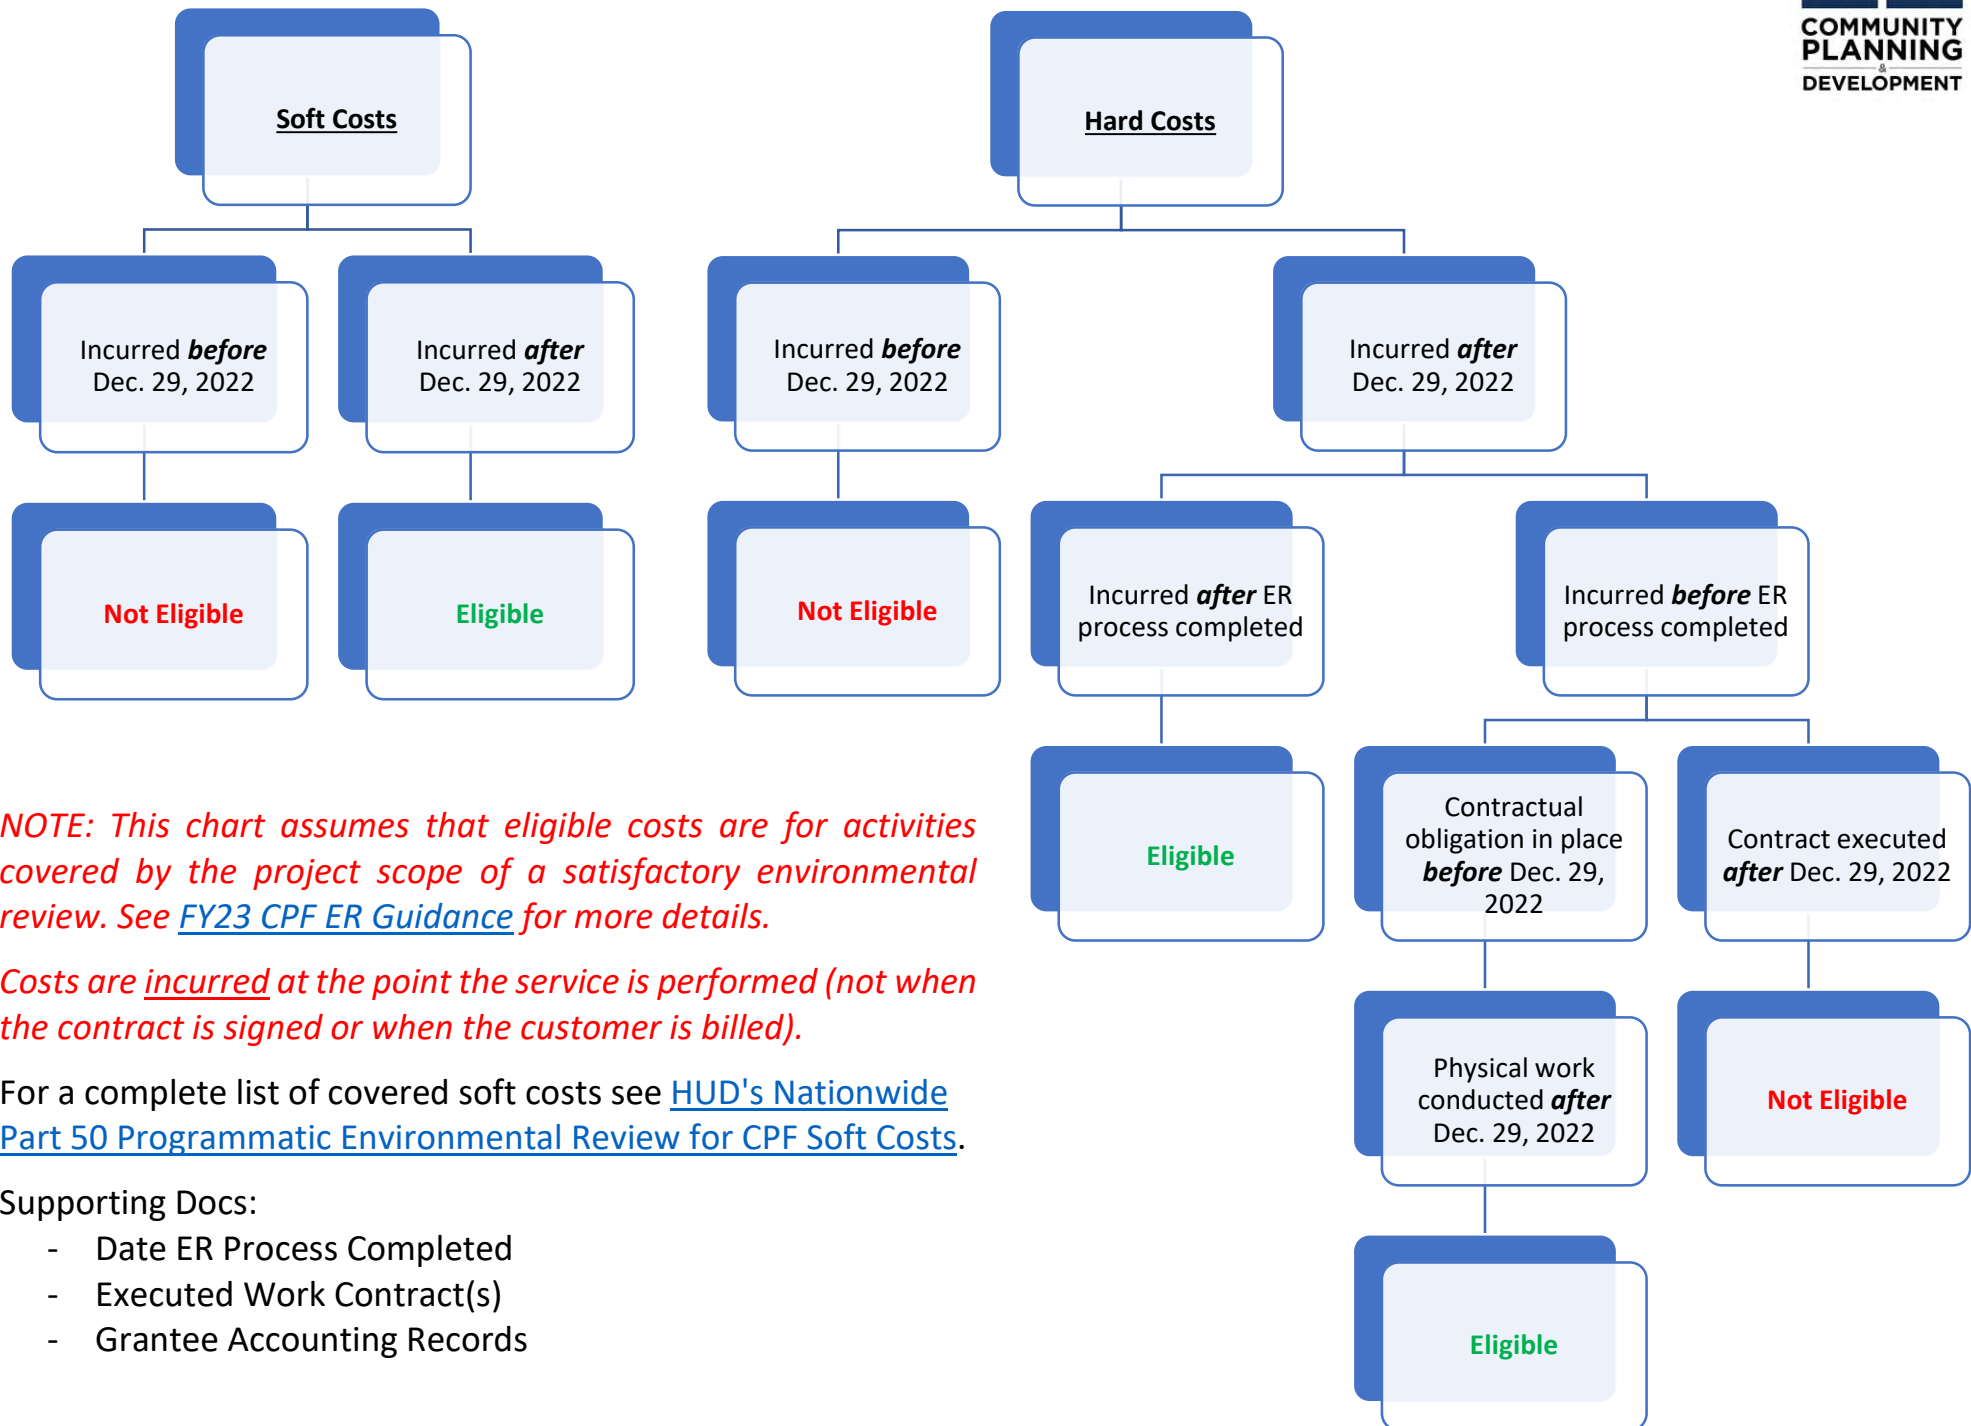 COMMUNITY
PLANNING
&
DEVELOPMENT
Soft Costs
Hard Costs
Incurred before
Dec. 29, 2022
Incurred after
Dec. 29, 2022
Incurred before
Dec. 29, 2022
Incurred after
Dec. 29, 2022
Not Eligible
Eligible
Not Eligible
Incurred after ER
process completed
Incurred before ER
process completed
Eligible
Contractual
obligation in place
before Dec. 29,
2022
Contract executed
after Dec. 29, 2022
Physical work
conducted after
Dec. 29, 2022
Not Eligible
Eligible
NOTE: This chart assumes that eligible costs are for activities
covered by the project scope of a satisfactory environmental
review. See FY23 CPF ER Guidance for more details.
Costs are incurred at the point the service is performed (not when
the contract is signed or when the customer is billed).
For a complete list of covered soft costs see HUD's Nationwide
Part 50 Programmatic Environmental Review for CPF Soft Costs.
Supporting Docs:
- Date ER Process Completed
- Executed Work Contract(s)
- Grantee Accounting Records